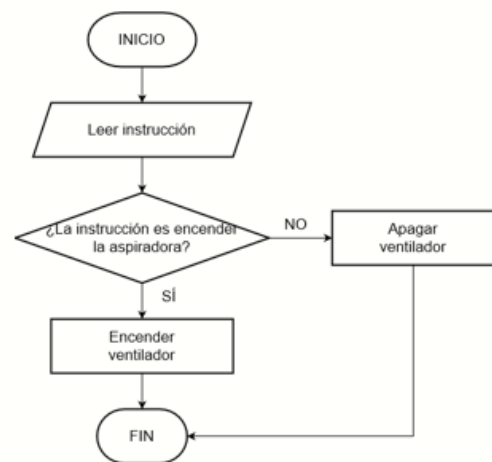 INICIO
Leer instrucción
¿La instrucción es encender
la aspiradora?
NO
Apagar
ventilador
SÍ
Encender
ventilador
FIN